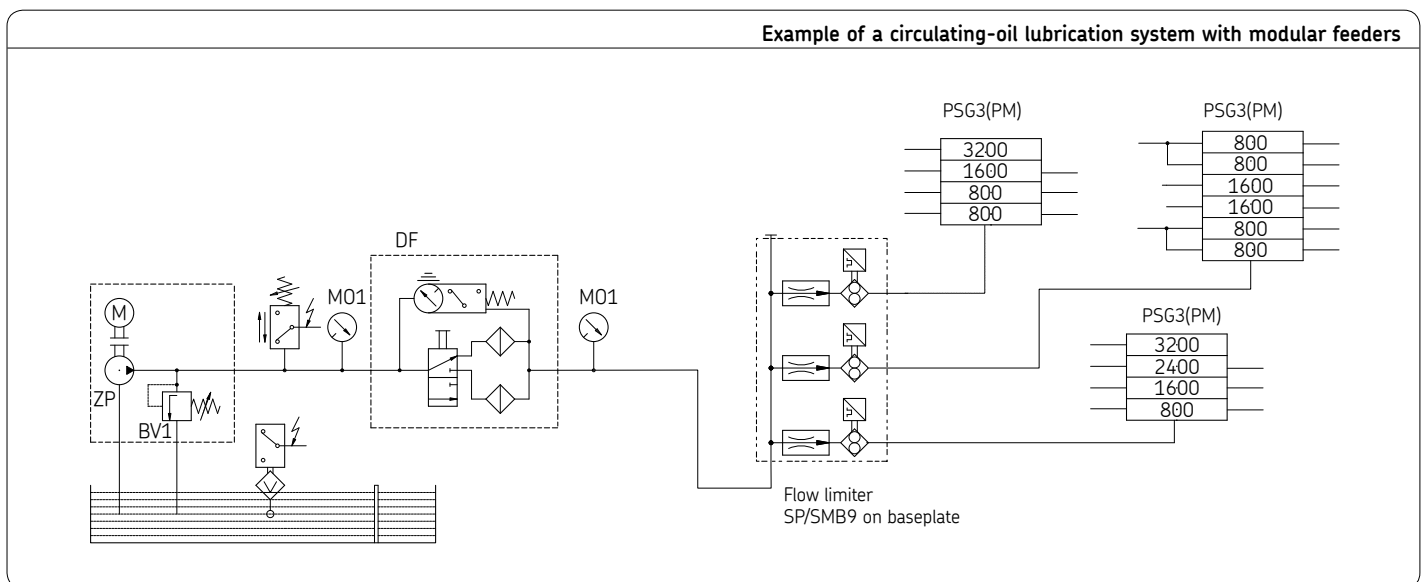 Example of a circulating-oil lubrication system with modular feeders
PSG3(PM)
3200
1600
800
800
PSG3(PM)
800
800
1600
1600
800
800
DF
M01
M01
M
ZP
BV1
PSG3(PM)
3200
2400
1600
800
Flow limiter
SP/SMB9 on baseplate